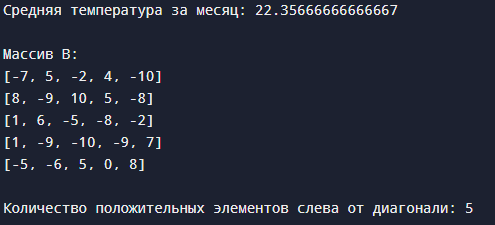 Средняя температура за месяц: 22.35666666666667
Массив B:
[-7, 5, -2, 4, -10]
[8, -9, 10, 5, -8]
[1, 6, -5, -8, -2]
[1, -9, -10, -9, 7]
[-5, -6, 5, 0, 8]
Количество положительных элементов слева от диагонали: 5